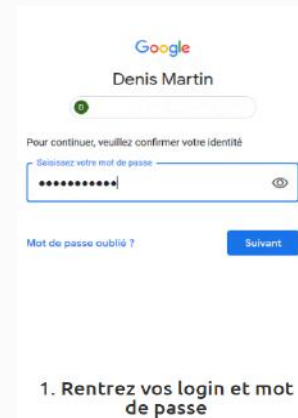 Google
Denis Martin
D
Pour continuer, veuillez confirmer votre identité
Saisissez votre mot de passe
Mot de passe oublié ?
Suivant
1. Rentrez vos login et mot
de passe